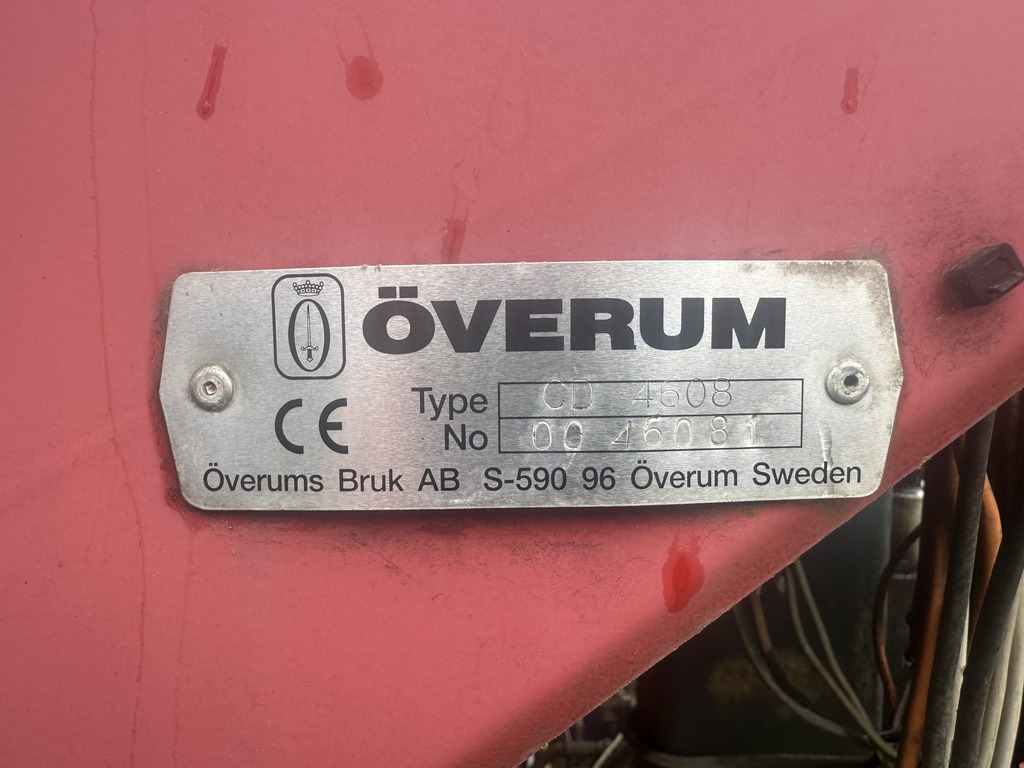 ÖVERUM
CE
Type CD 4608
No 00 46081
Överums Bruk AB S-590 96 Överum Sweden